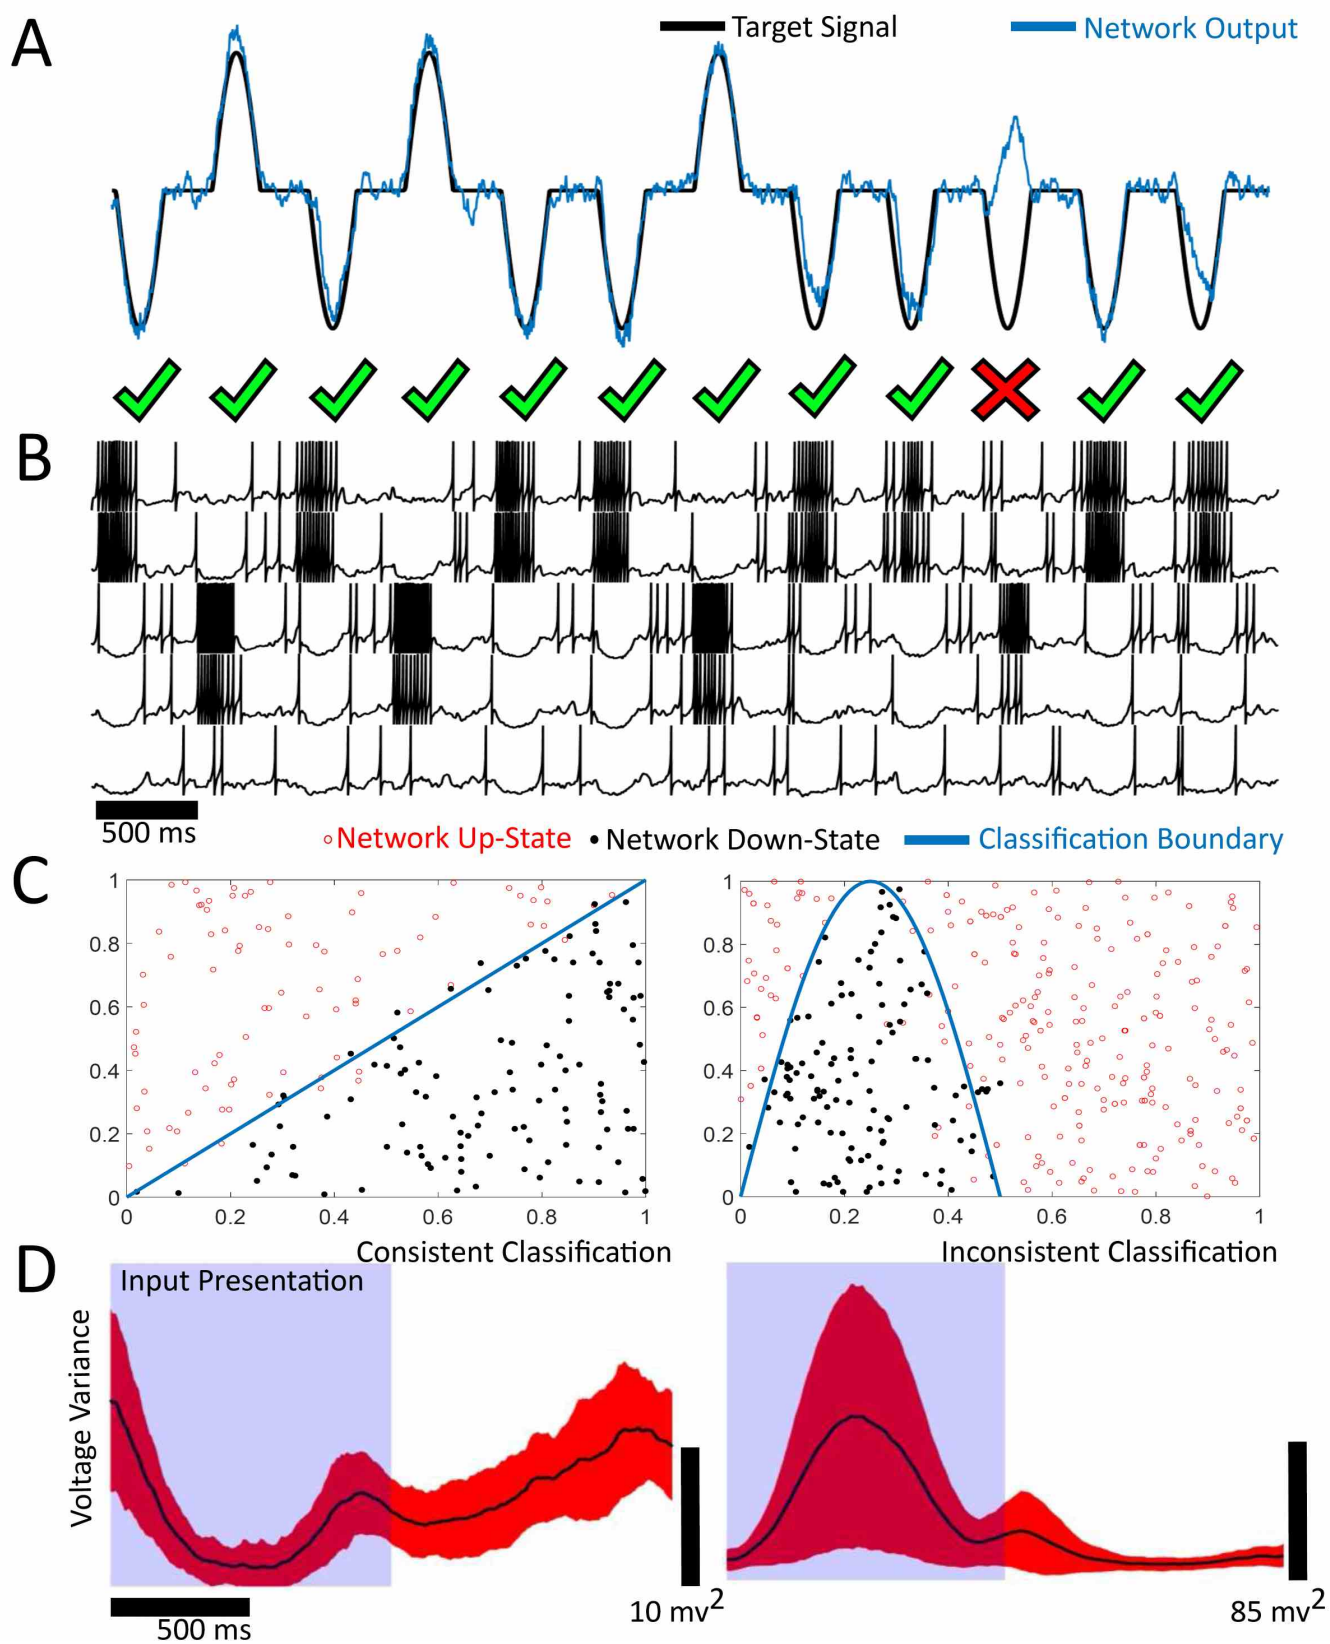 A
Target Signal
Network Output
B
500 ms
Network Up-State
Network Down-State
Classification Boundary
C
1
0.8
0.6
0.4
0.2
0
0 0.2 0.4 0.6 0.8 1
1
0.8
0.6
0.4
0.2
0
0 0.2 0.4 0.6 0.8 1
Consistent Classification
Inconsistent Classification
D
Input Presentation
Voltage Variance
500 ms
10 mv²
85 mv²